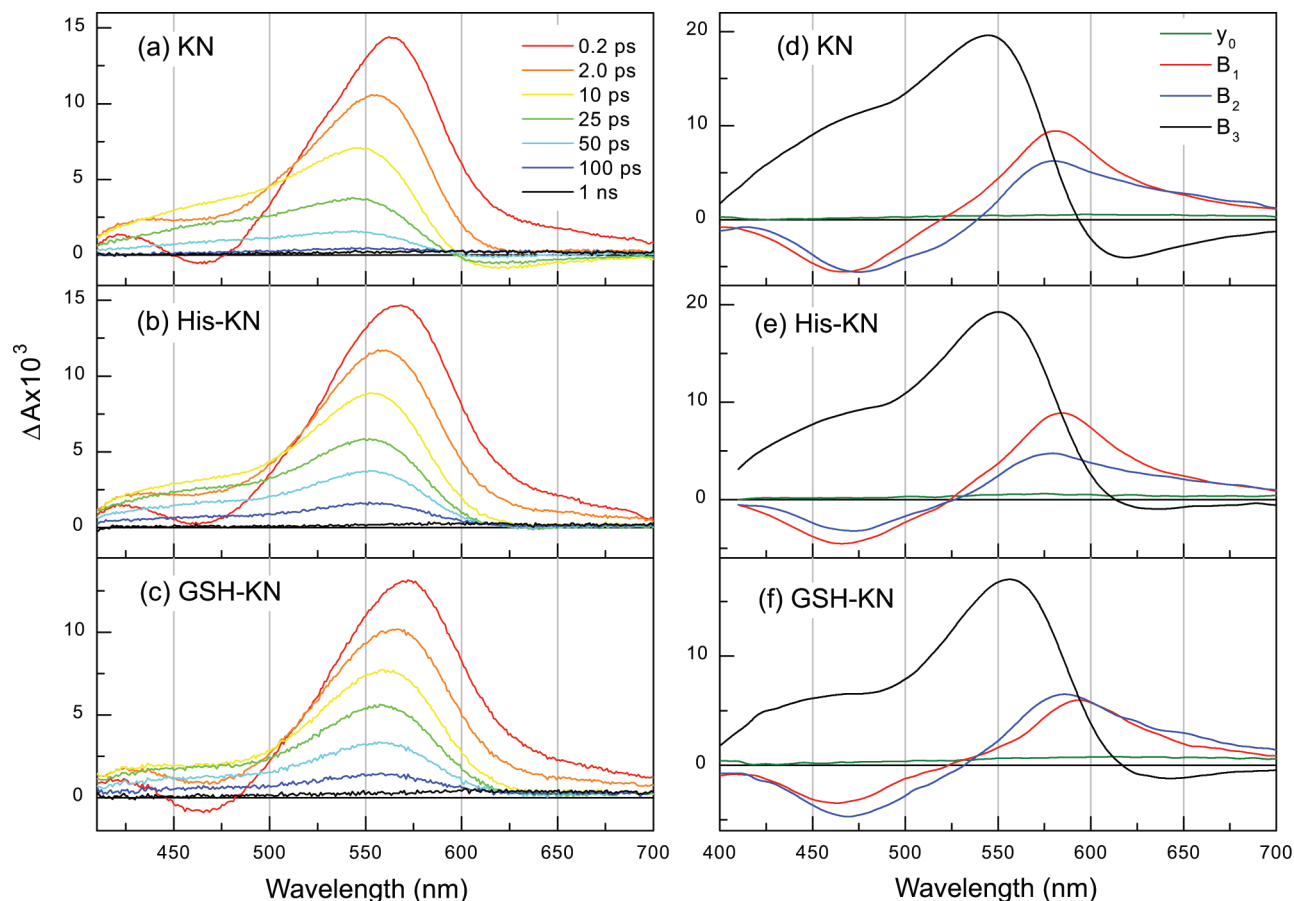 (a) KN
0.2 ps
2.0 ps
10 ps
25 ps
50 ps
100 ps
1 ns
15
10
5
0
(b) His-KN
15
10
5
0
(c) GSH-KN
10
5
0
450 500 550 600 650 700
Wavelength (nm)
ΔAx10³
(d) KN
y₀
B₁
B₂
B₃
20
10
0
(e) His-KN
20
10
0
(f) GSH-KN
20
10
0
400 450 500 550 600 650 700
Wavelength (nm)